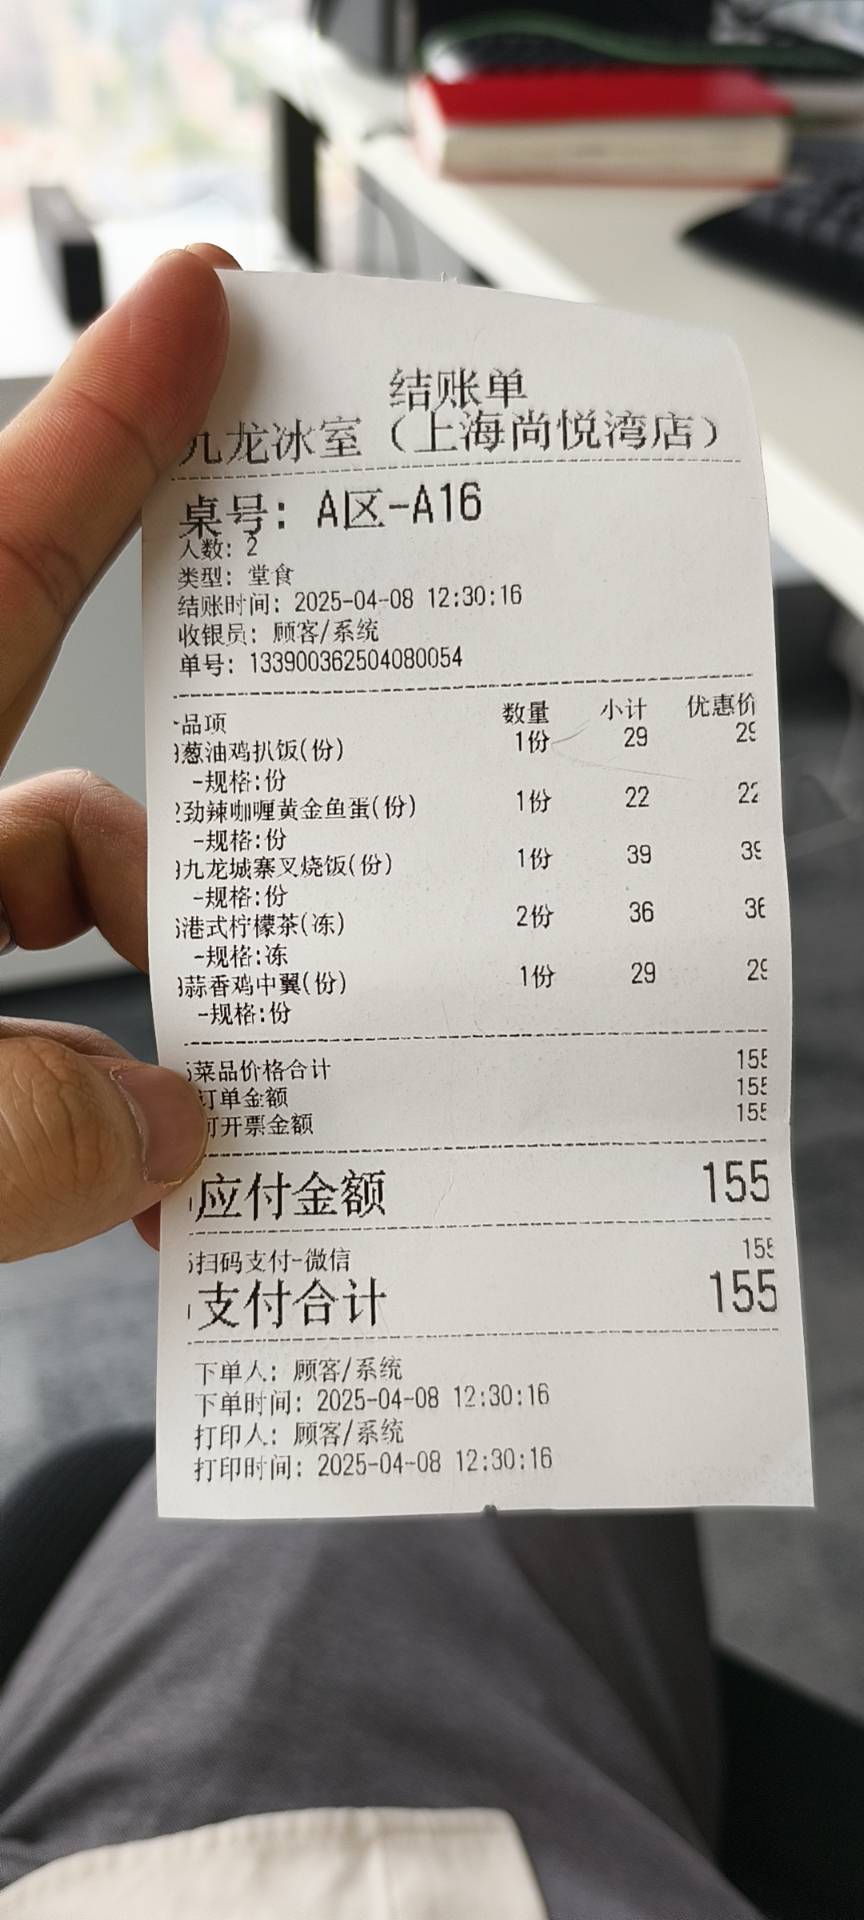 结账单
九龙冰室（上海尚悦湾店）
桌号：A区-A16
人数：2
类型：堂食
结账时间：2025-04-08 12:30:16
收银员：顾客/系统
单号：133900362504080054
品项 数量 小计 优惠价
葱油鸡扒饭(份) 1份 29 29
-规格:份
劲辣咖喱黄金鱼蛋(份) 1份 22 22
-规格:份
九龙城寨叉烧饭(份) 1份 39 39
-规格:份
港式柠檬茶(冻) 2份 36 36
-规格:冻
蒜香鸡中翼(份) 1份 29 29
-规格:份
菜品价格合计 155
订单金额 155
可开票金额 155
应付金额 155
扫码支付-微信 155
支付合计 155
下单人：顾客/系统
下单时间：2025-04-08 12:30:16
打印人：顾客/系统
打印时间：2025-04-08 12:30:16